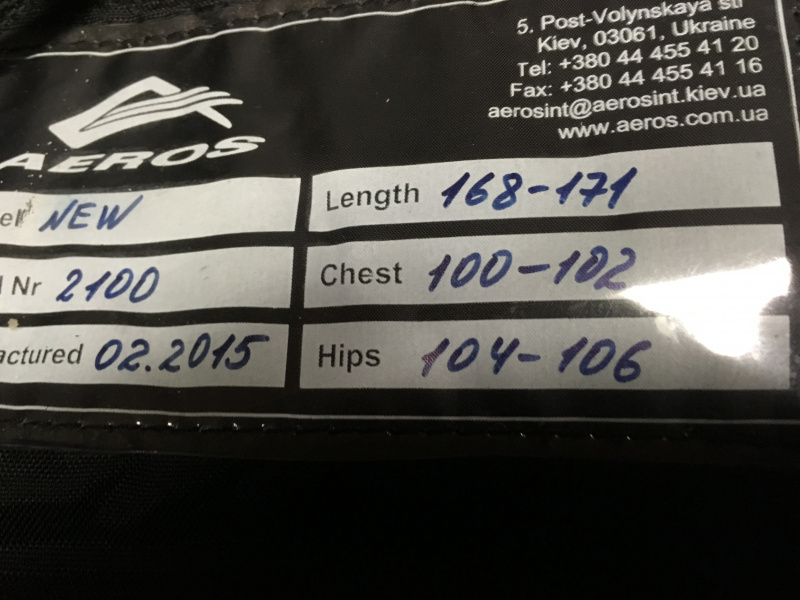 5. Post-Volynskaya str
Kiev, 03061, Ukraine
Tel: +380 44 455 41 20
Fax: +380 44 455 41 16
aerosint@aerosint.kiev.ua
www.aeros.com.ua
AEROS
NEW
Length 168-171
Nr 2100
Chest 100-102
actured 02.2015
Hips 104-106